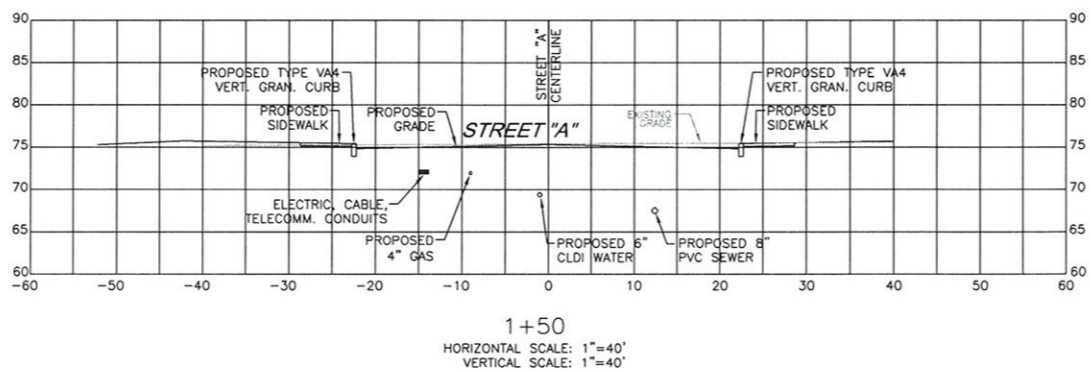 90
90
85
85
80
80
75
75
70
70
65
65
60
60
STREET "A"
CENTERLINE
PROPOSED TYPE VA4
VERT. GRAN. CURB
PROPOSED TYPE VA4
VERT. GRAN. CURB
PROPOSED
SIDEWALK
PROPOSED
GRADE
STREET "A"
EXISTING
GRADE
PROPOSED
SIDEWALK
ELECTRIC, CABLE,
TELECOMM. CONDUITS
PROPOSED
4" GAS
PROPOSED 6"
CLDI WATER
PROPOSED 8"
PVC SEWER
-60 -50 -40 -30 -20 -10 0 10 20 30 40 50 60
1+50
HORIZONTAL SCALE: 1"=40'
VERTICAL SCALE: 1"=40'